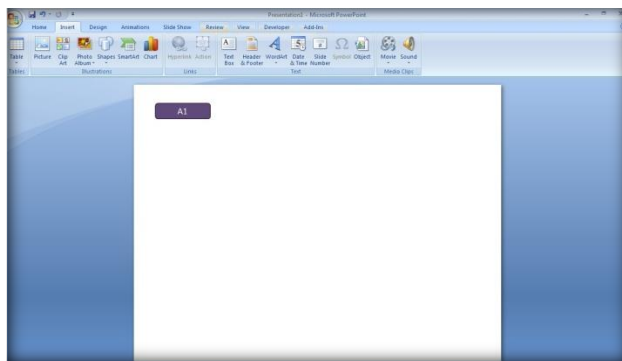 Presentation1 - Microsoft PowerPoint
Home Insert Design Animations Slide Show Review View Developer Add-Ins
Table Picture Clip Art Photo Album Shapes SmartArt Chart Hyperlink Action Text Box Header & Footer WordArt Date & Time Slide Number Symbol Object Movie Sound
Tables Illustrations Links Text Media Clips
A1